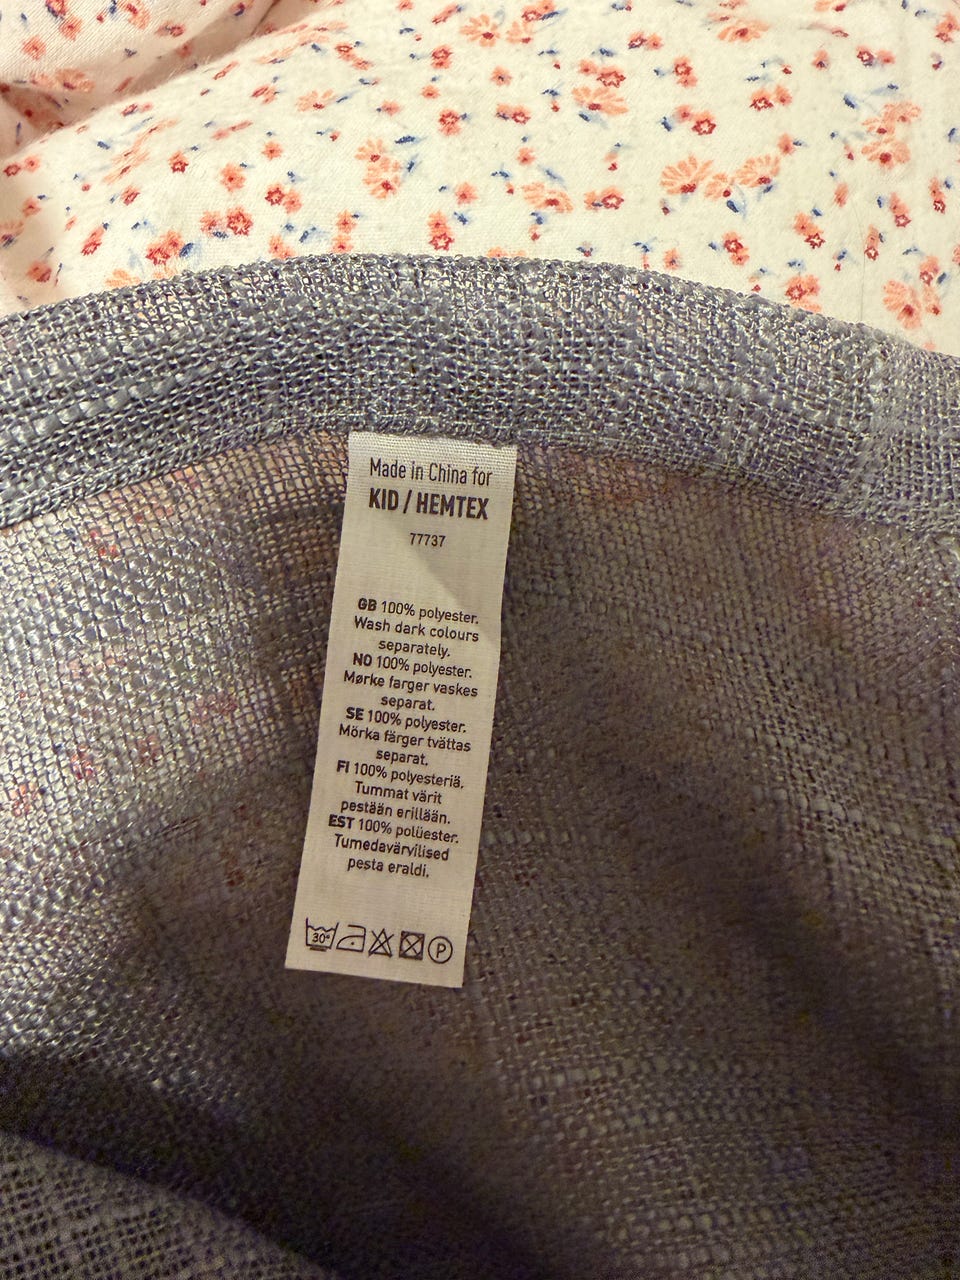 Made in China for
KID / HEMTEX
77737
GB 100% polyester.
Wash dark colours
separately.
NO 100% polyester.
Mørke farger vaskes
separat.
SE 100% polyester.
Mörka färger tvättas
separat.
FI 100% polyesteriä.
Tummat värit
pestään erillään.
EST 100% polüester.
Tumedavärvilised
pesta eraldi.
30° P